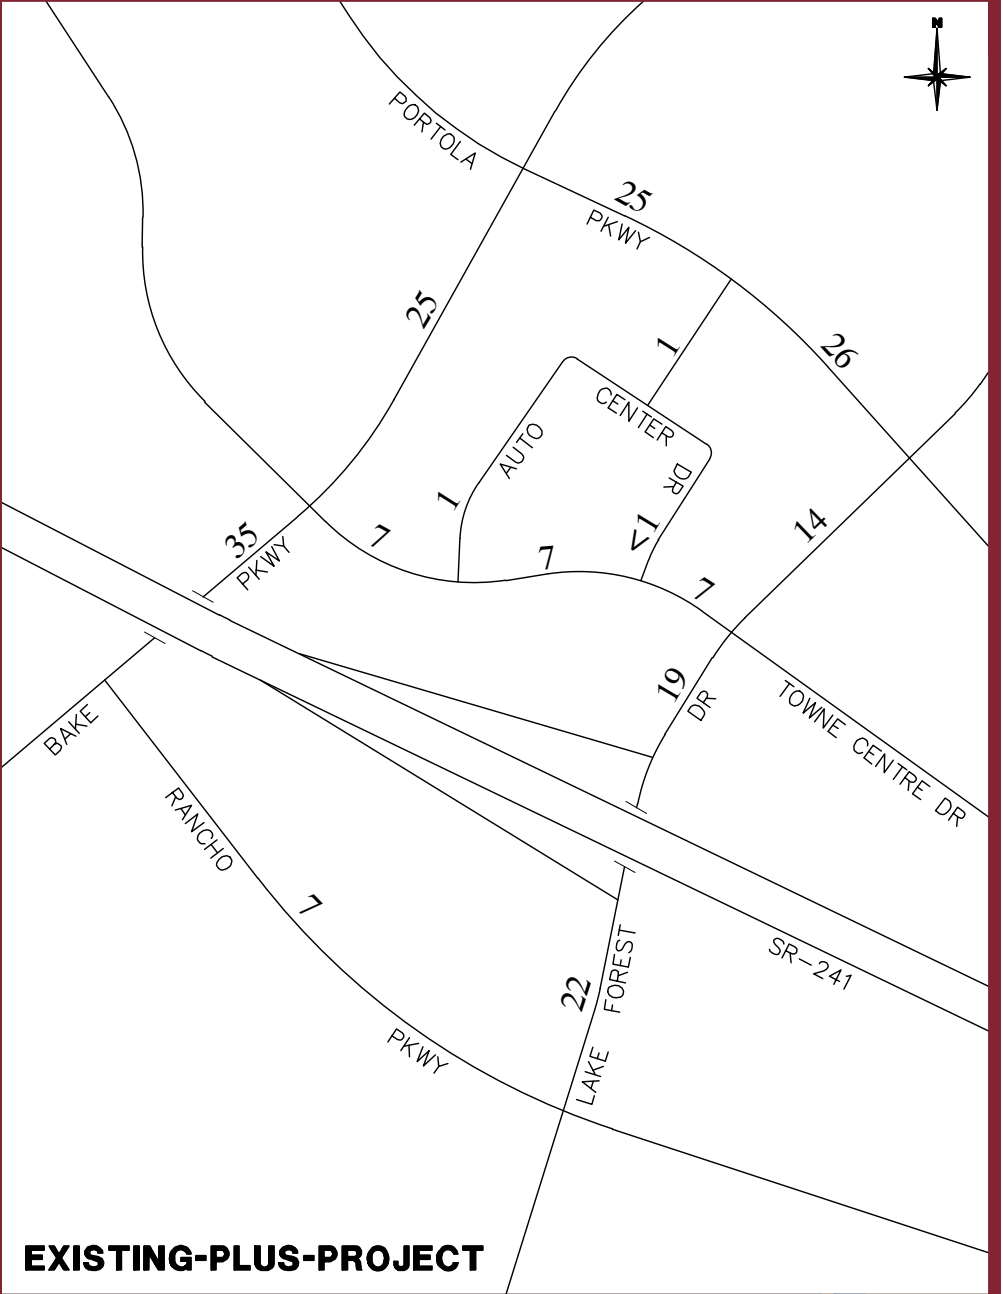 N
PORTOLA
25
PKWY
25
1
26
CENTER
AUTO
DR
1
<1
14
35
PKWY
7
7
7
19
DR
TOWNE CENTRE DR
BAKE
RANCHO
7
SR-241
FOREST
22
PKWY
LAKE
EXISTING-PLUS-PROJECT